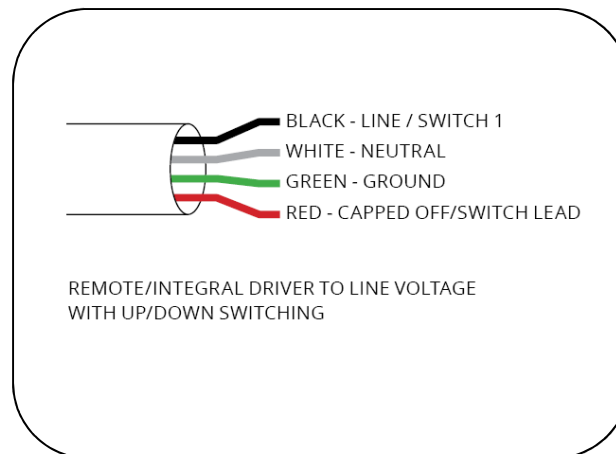 BLACK - LINE / SWITCH 1
WHITE - NEUTRAL
GREEN - GROUND
RED - CAPPED OFF/SWITCH LEAD
REMOTE/INTEGRAL DRIVER TO LINE VOLTAGE
WITH UP/DOWN SWITCHING